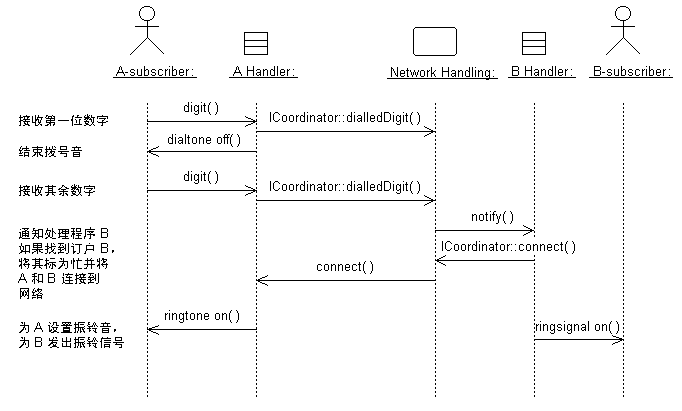 A-subscriber:
A Handler:
Network Handling:
B Handler:
B-subscriber:
接收第一位数字
digit( )
ICoordinator::dialledDigit( )
结束拨号音
dialtone off( )
接收其余数字
digit( )
ICoordinator::dialledDigit( )
notify( )
通知处理程序 B
如果找到订户 B，
将其标为忙并将
A 和 B 连接到
网络
ICoordinator::connect( )
connect( )
为 A 设置振铃音，
为 B 发出振铃信号
ringtone on( )
ringsignal on( )